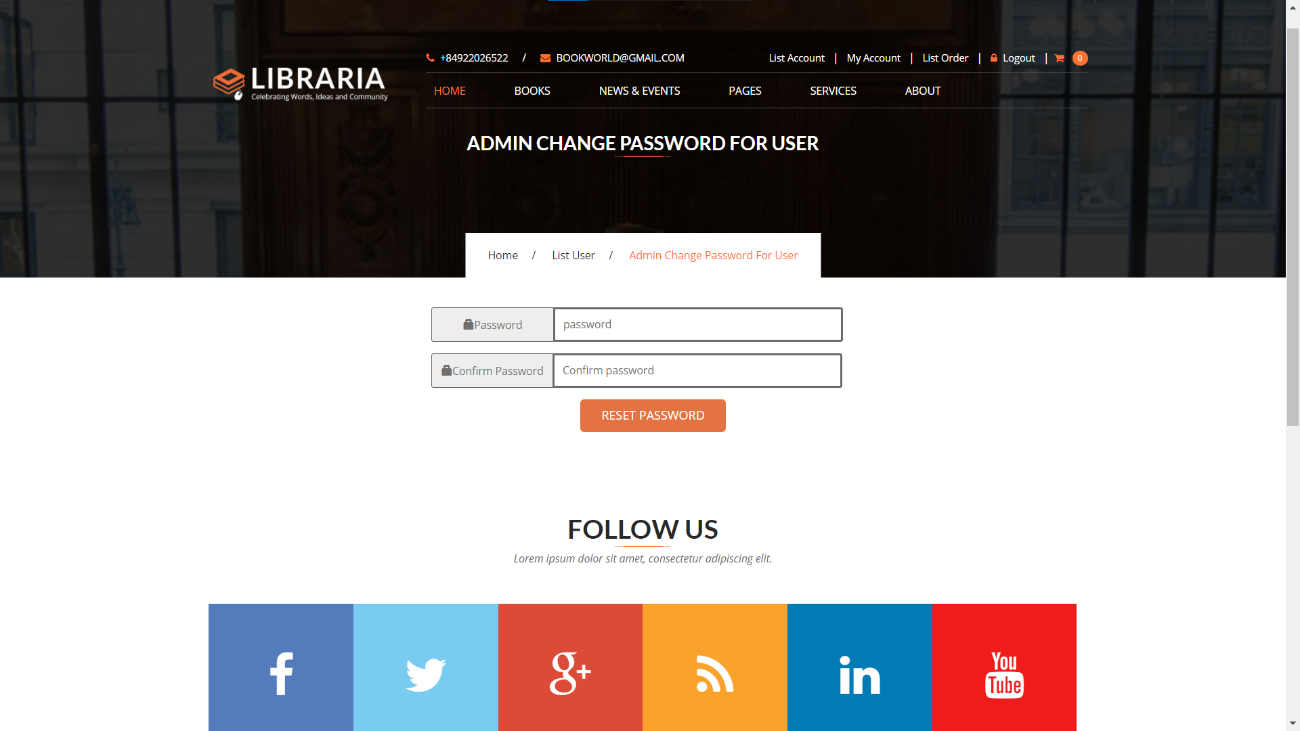 +84922026522 / BOOKWORLD@GMAIL.COM List Account | My Account | List Order | Logout | 0
LIBRARIA
Celebrating Words, Ideas and Community
HOME BOOKS NEWS & EVENTS PAGES SERVICES ABOUT
ADMIN CHANGE PASSWORD FOR USER
Home / List User / Admin Change Password For User
Password password
Confirm Password Confirm password
RESET PASSWORD
FOLLOW US
Lorem ipsum dolor sit amet, consectetur adipiscing elit.
f g+ in You Tube